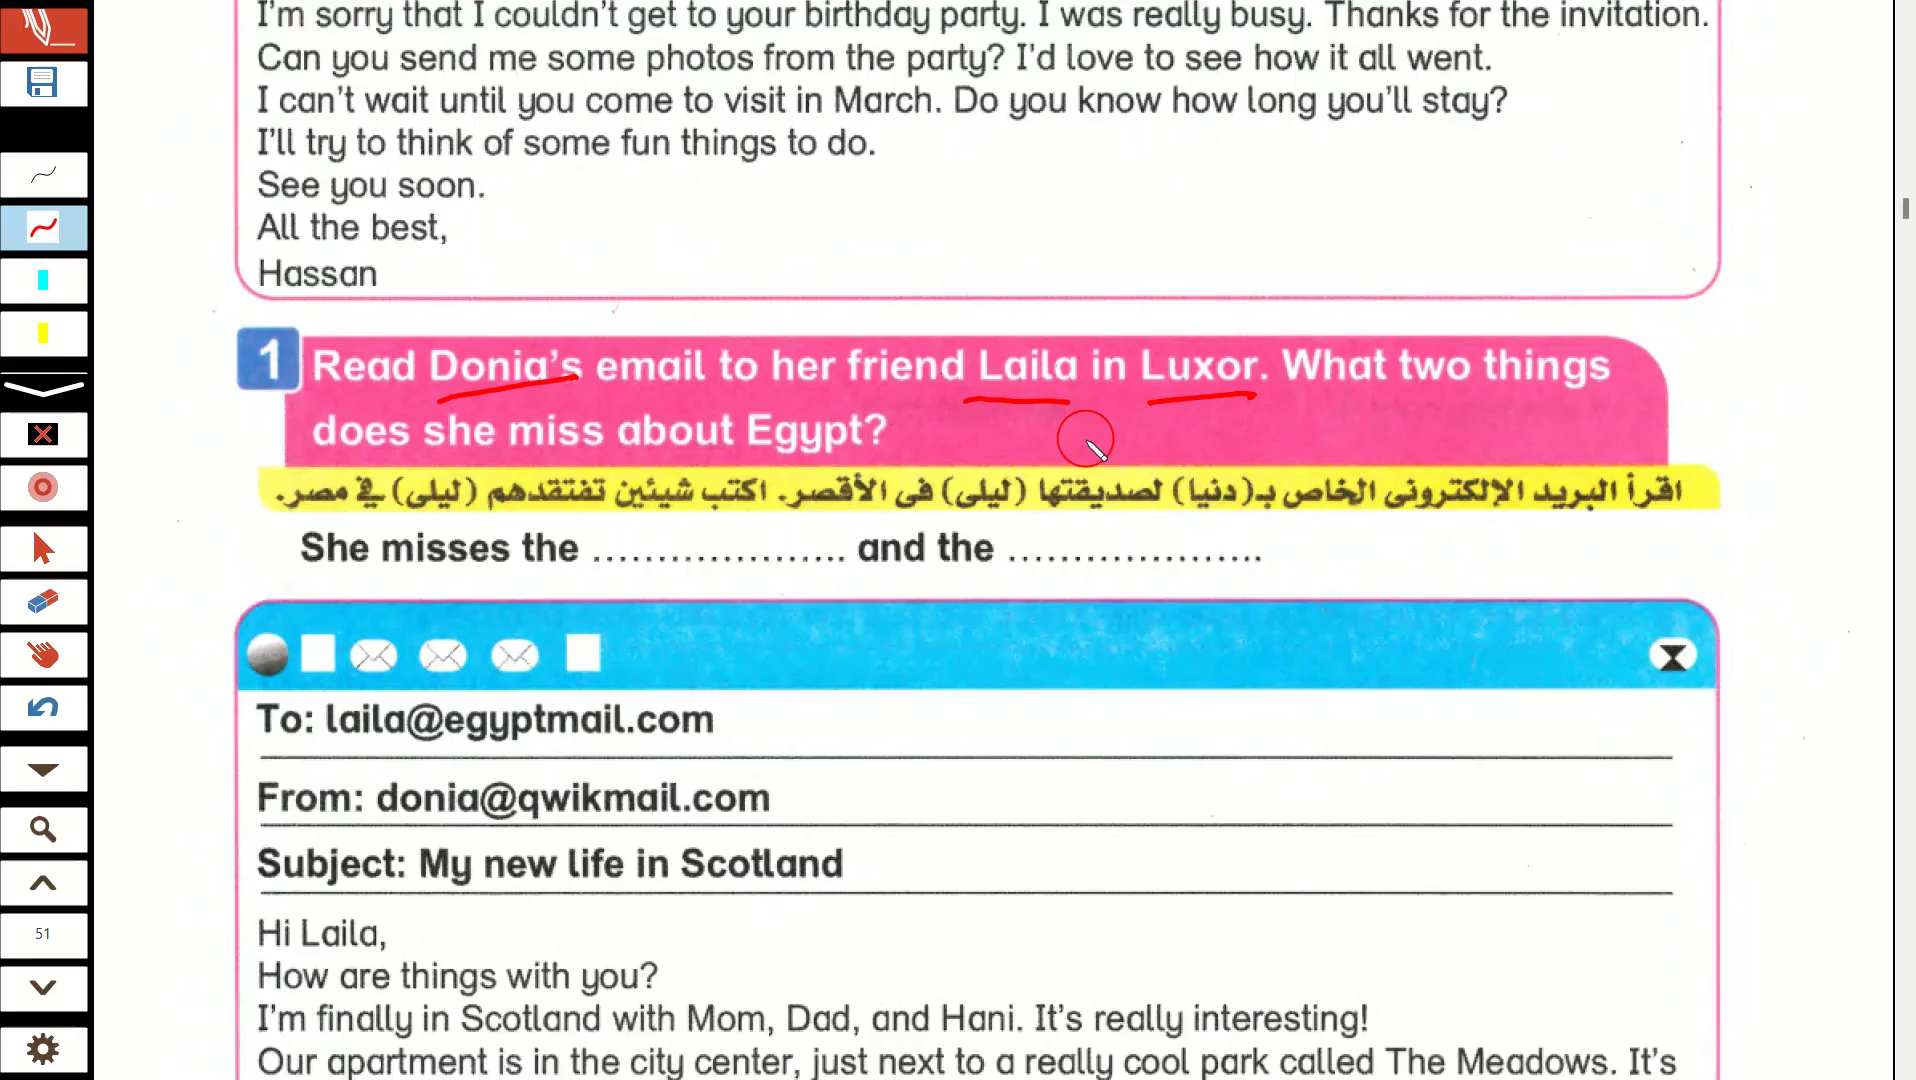 I'm sorry that I couldn't get to your birthday party. I was really busy. Thanks for the invitation.
Can you send me some photos from the party? I'd love to see how it all went.
I can't wait until you come to visit in March. Do you know how long you'll stay?
I'll try to think of some fun things to do.
See you soon.
All the best,
Hassan
1 Read Donia's email to her friend Laila in Luxor. What two things
does she miss about Egypt?
اقرأ البريد الإلكترونى الخاص بـ(دنيا) لصديقتها (ليلى) فى الأقصر. اكتب شيئين تفتقدهم (ليلى) في مصر.
She misses the ................... and the ...................
To: laila@egyptmail.com
From: donia@qwikmail.com
Subject: My new life in Scotland
Hi Laila,
How are things with you?
I'm finally in Scotland with Mom, Dad, and Hani. It's really interesting!
Our apartment is in the city center, just next to a really cool park called The Meadows. It's
51